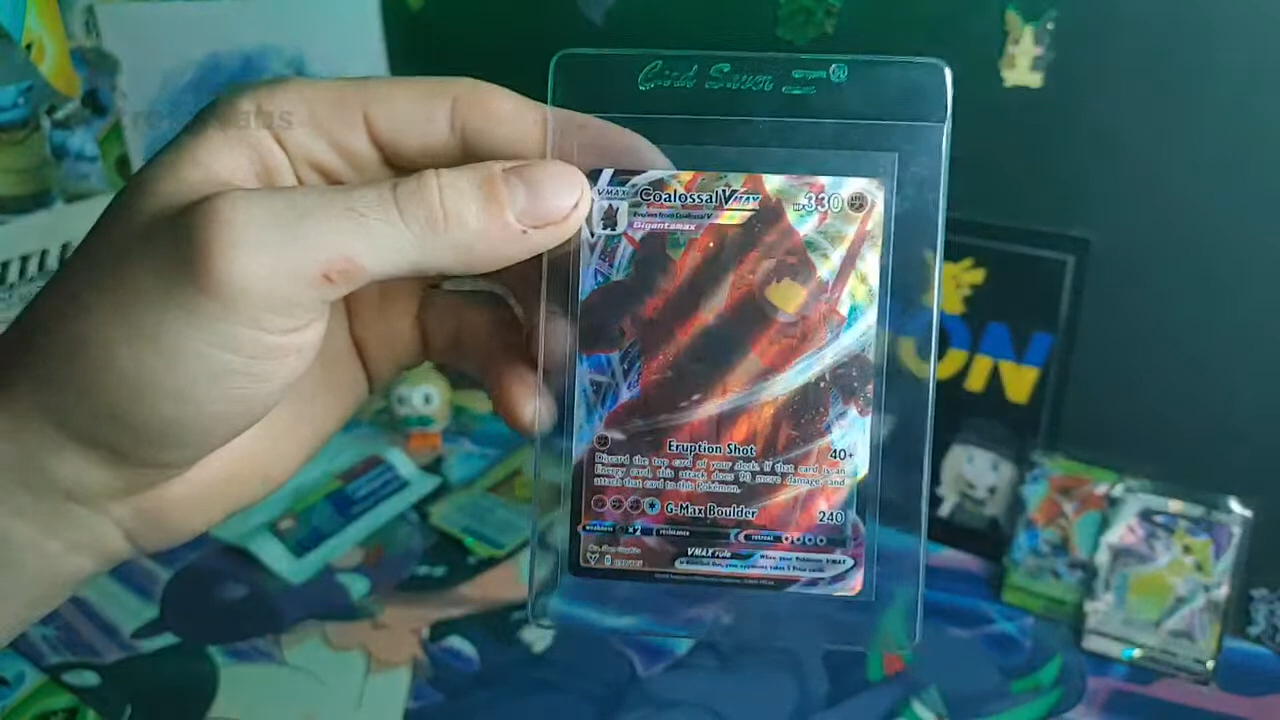 Card Saver
VMAX
Coalossal VMAX
HP 330
Evolves from Coalossal V
Gigantamax
ON
Eruption Shot 40+
Discard the top card of your deck. If that card is an
Energy card, this attack does 90 more damage, and
attach that card to this Pokémon.
G-Max Boulder 240
weakness ×2 resistance retreat
VMAX rule
When your Pokémon VMAX
is Knocked Out, your opponent takes 3 Prize cards.